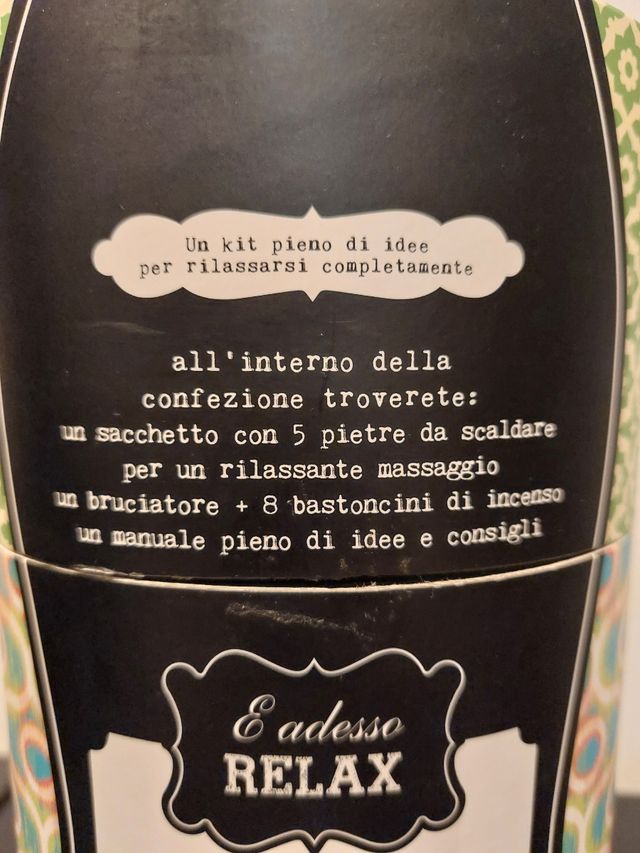 Un kit pieno di idee
per rilassarsi completamente
all'interno della
confezione troverete:
un sacchetto con 5 pietre da scaldare
per un rilassante massaggio
un bruciatore + 8 bastoncini di incenso
un manuale pieno di idee e consigli
E adesso
RELAX